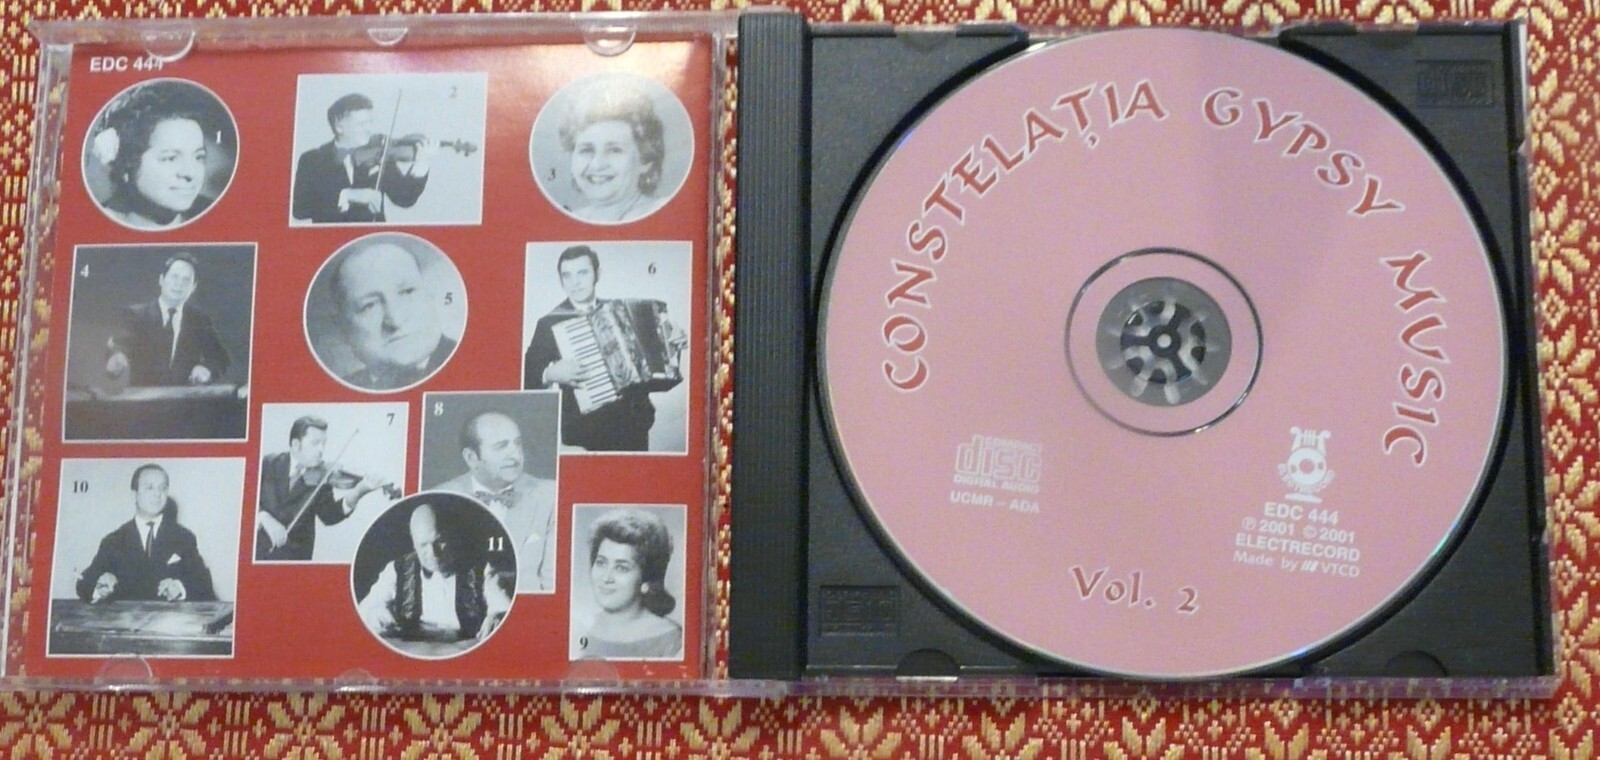 EDC 444
1
2
3
4
5
6
7
8
10
11
9
CONSTELAȚIA GYPSY MUSIC
COMPACT
disc
DIGITAL AUDIO
UCMR - ADA
EDC 444
℗ 2001 © 2001
ELECTRECORD
Made by VTCD
Vol. 2